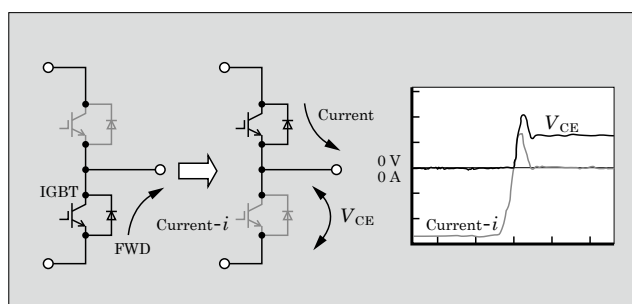 IGBT
FWD
Current-i
Current
VCE
0 V
0 A
VCE
Current-i